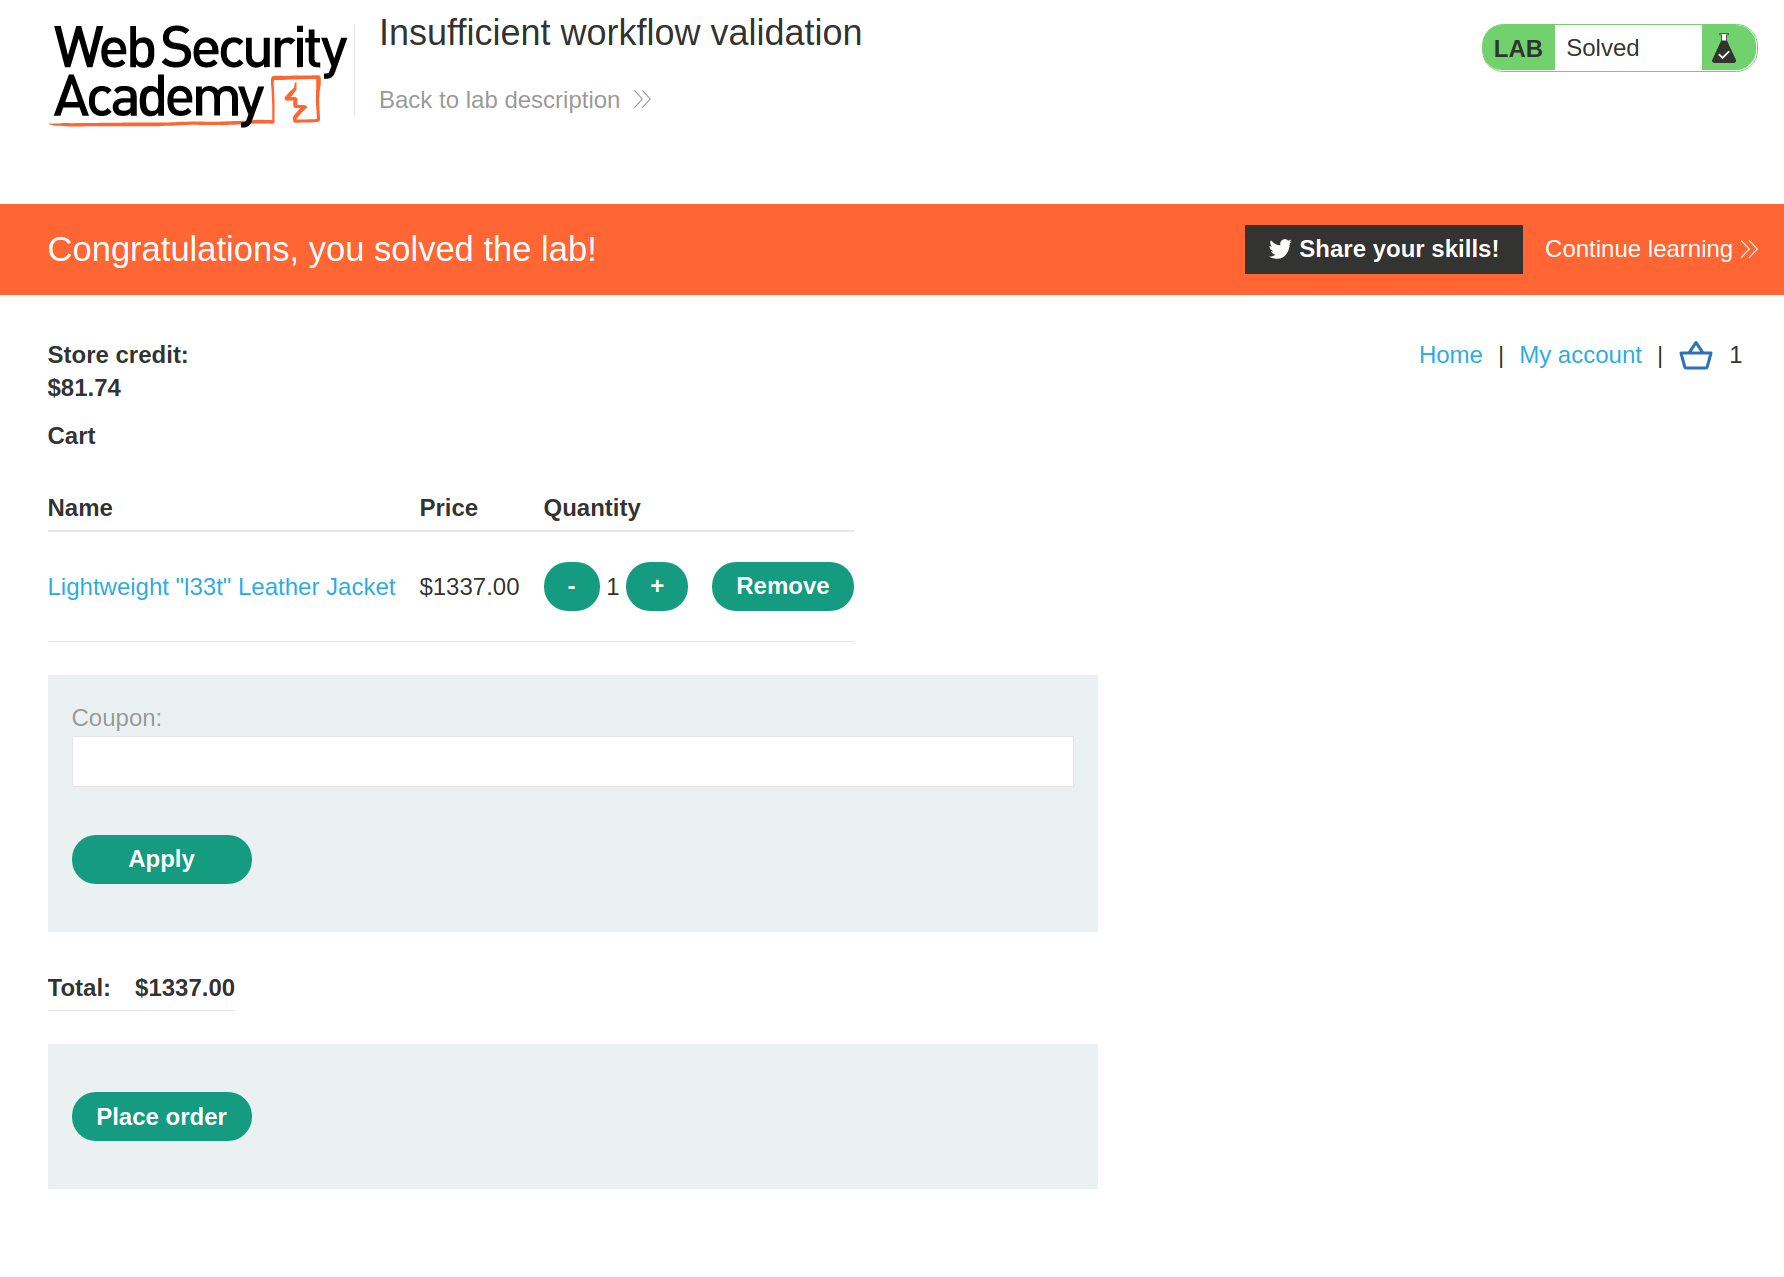 Web Security
Academy
Insufficient workflow validation
Back to lab description
LAB Solved
Congratulations, you solved the lab!
Share your skills! Continue learning
Store credit:
$81.74
Home | My account | 1
Cart
Name Price Quantity
Lightweight "l33t" Leather Jacket $1337.00 - 1 + Remove
Coupon:
Apply
Total: $1337.00
Place order